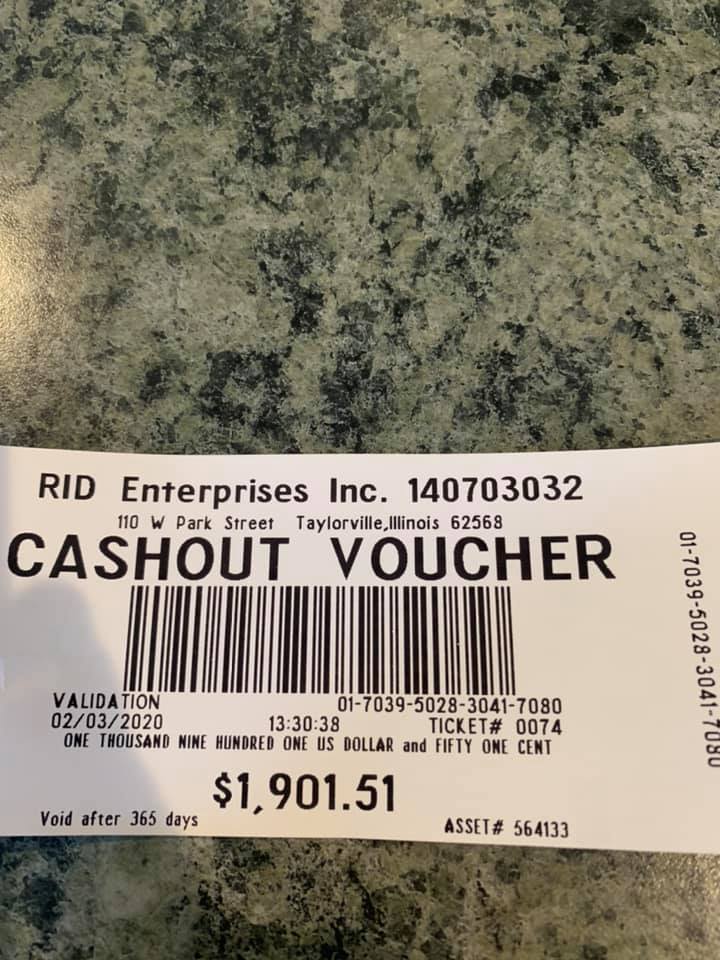 RID Enterprises Inc. 140703032
110 W Park Street Taylorville,Illinois 62568
CASHOUT VOUCHER
VALIDATION 01-7039-5028-3041-7080
02/03/2020 13:30:38 TICKET# 0074
ONE THOUSAND NINE HUNDRED ONE US DOLLAR and FIFTY ONE CENT
$1,901.51
Void after 365 days ASSET# 564133
01-7039-5028-3041-7080